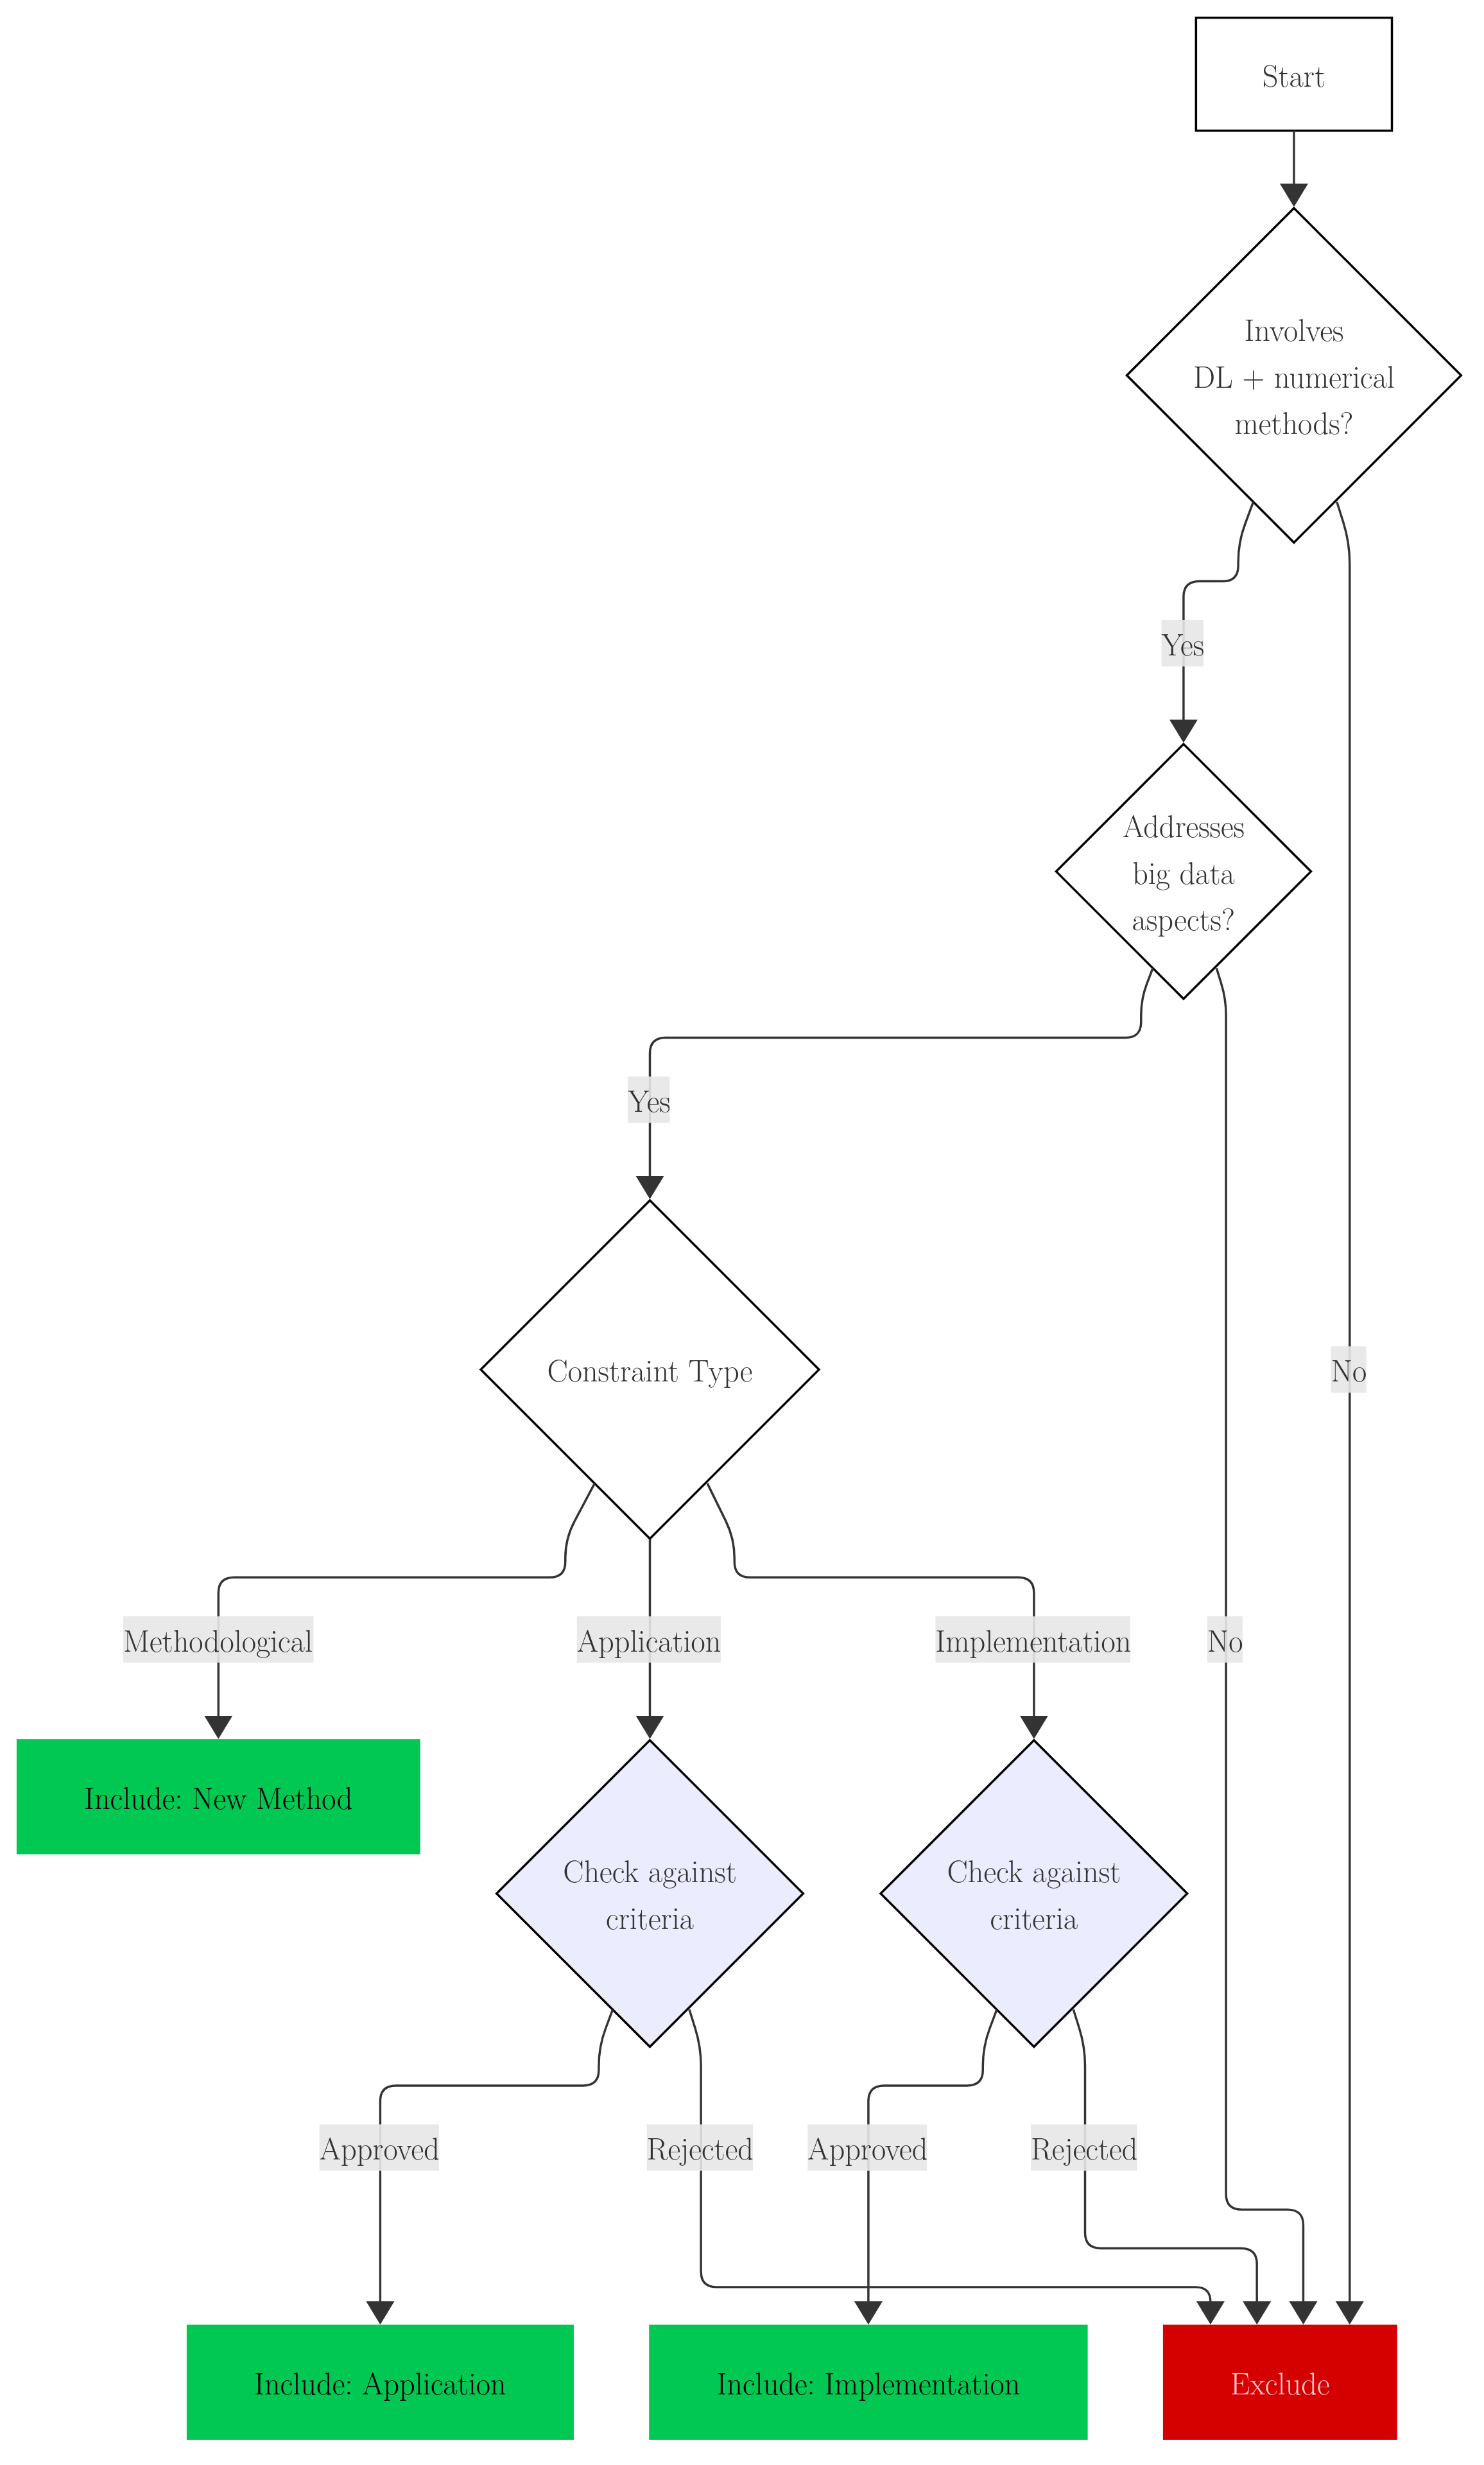 Start
Involves
DL + numerical
methods?
Yes
Addresses
big data
aspects?
Yes
Constraint Type
No
Methodological
Application
Implementation
No
Include: New Method
Check against
criteria
Check against
criteria
Approved
Rejected
Approved
Rejected
Include: Application
Include: Implementation
Exclude